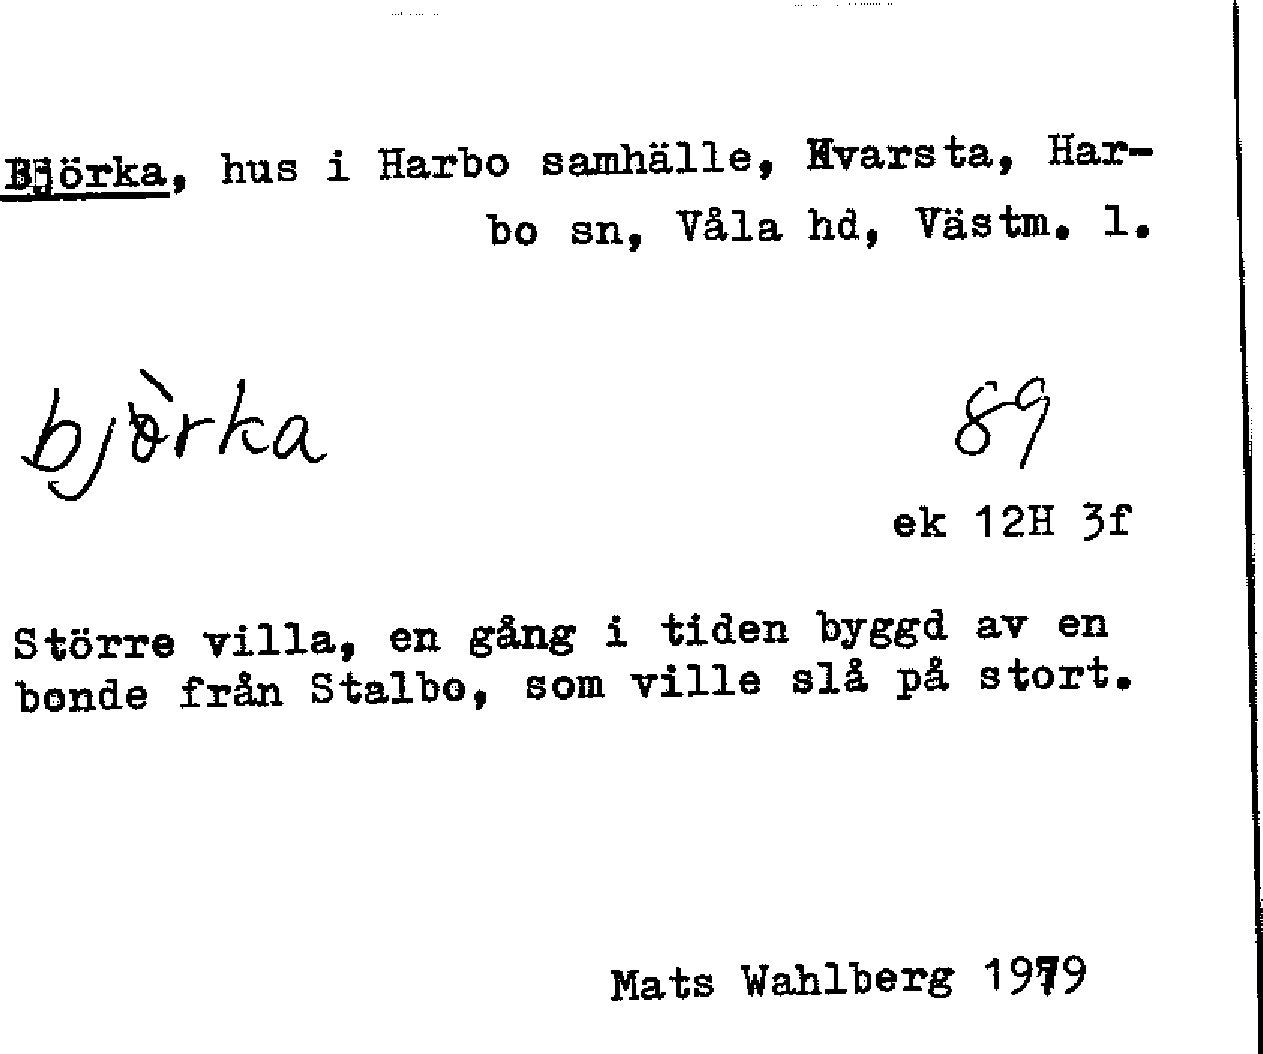 Björka, hus i Harbo samhälle, Hvarsta, Har-
bo sn, Våla hd, Västm. l.
bjὸrka 89
ek 12H 3f
Större villa, en gång i tiden byggd av en
bonde från Stalbo, som ville slå på stort.
Mats Wahlberg 1979